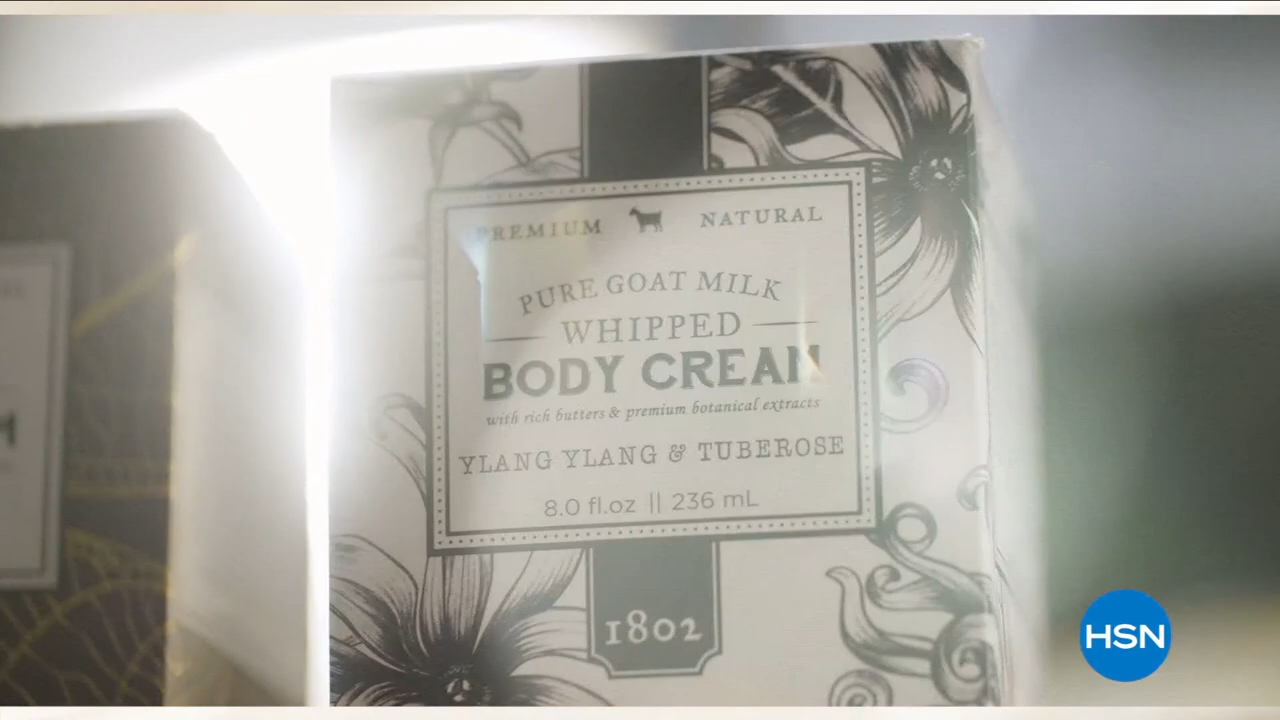 PREMIUM NATURAL
PURE GOAT MILK
WHIPPED
BODY CREAM
with rich butters & premium botanical extracts
YLANG YLANG & TUBEROSE
8.0 fl.oz || 236 mL
1802
HSN